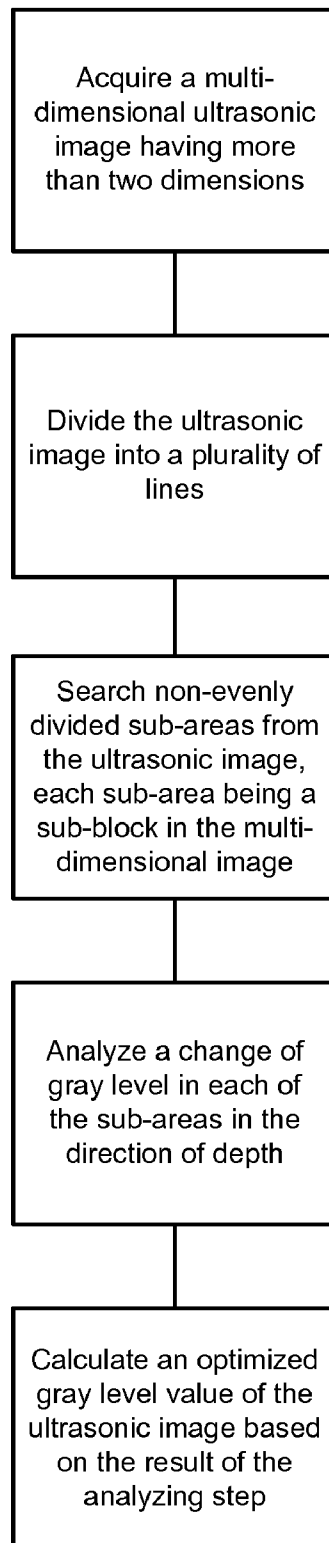 Acquire a multi-
dimensional ultrasonic
image having more
than two dimensions
Divide the ultrasonic
image into a plurality of
lines
Search non-evenly
divided sub-areas from
the ultrasonic image,
each sub-area being a
sub-block in the multi-
dimensional image
Analyze a change of
gray level in each of
the sub-areas in the
direction of depth
Calculate an optimized
gray level value of the
ultrasonic image based
on the result of the
analyzing step